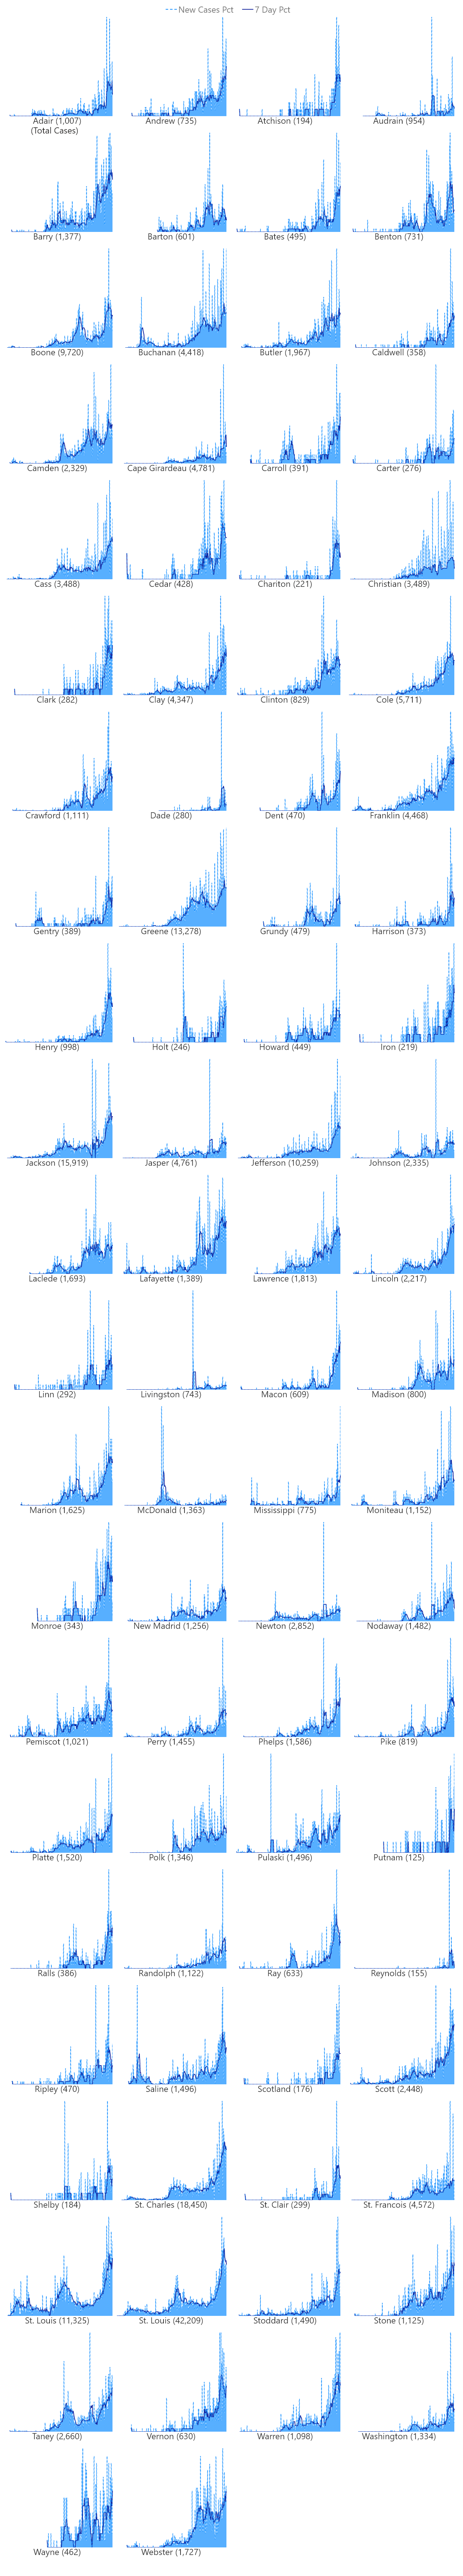 New Cases Pct 7 Day Pct
Adair (1,007) Andrew (735) Atchison (194) Audrain (954)
(Total Cases)
Barry (1,377) Barton (601) Bates (495) Benton (731)
Boone (9,720) Buchanan (4,418) Butler (1,967) Caldwell (358)
Camden (2,329) Cape Girardeau (4,781) Carroll (391) Carter (276)
Cass (3,488) Cedar (428) Chariton (221) Christian (3,489)
Clark (282) Clay (4,347) Clinton (829) Cole (5,711)
Crawford (1,111) Dade (280) Dent (470) Franklin (4,468)
Gentry (389) Greene (13,278) Grundy (479) Harrison (373)
Henry (998) Holt (246) Howard (449) Iron (219)
Jackson (15,919) Jasper (4,761) Jefferson (10,259) Johnson (2,335)
Laclede (1,693) Lafayette (1,389) Lawrence (1,813) Lincoln (2,217)
Linn (292) Livingston (743) Macon (609) Madison (800)
Marion (1,625) McDonald (1,363) Mississippi (775) Moniteau (1,152)
Monroe (343) New Madrid (1,256) Newton (2,852) Nodaway (1,482)
Pemiscot (1,021) Perry (1,455) Phelps (1,586) Pike (819)
Platte (1,520) Polk (1,346) Pulaski (1,496) Putnam (125)
Ralls (386) Randolph (1,122) Ray (633) Reynolds (155)
Ripley (470) Saline (1,496) Scotland (176) Scott (2,448)
Shelby (184) St. Charles (18,450) St. Clair (299) St. Francois (4,572)
St. Louis (11,325) St. Louis (42,209) Stoddard (1,490) Stone (1,125)
Taney (2,660) Vernon (630) Warren (1,098) Washington (1,334)
Wayne (462) Webster (1,727)